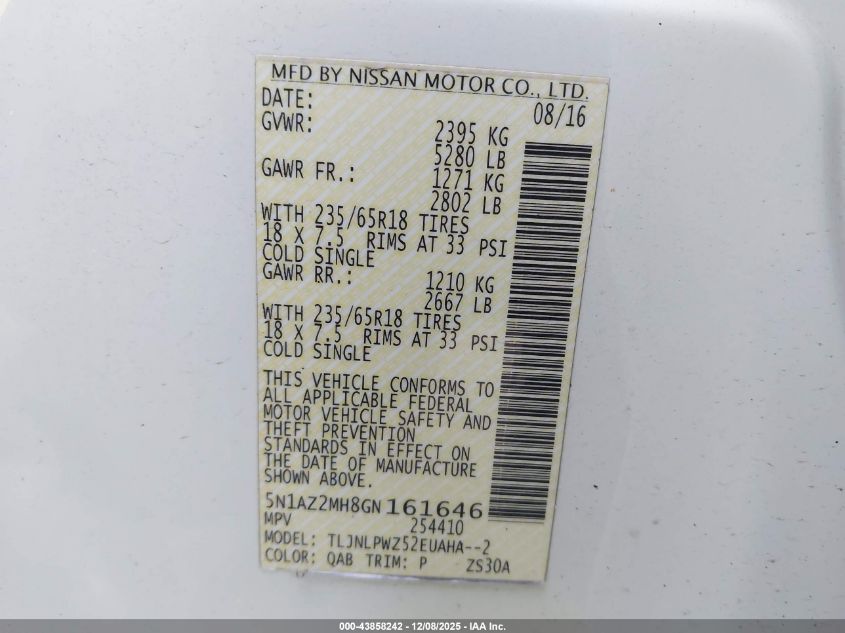 MFD BY NISSAN MOTOR CO., LTD.
DATE: 08/16
GVWR: 2395 KG
5280 LB
GAWR FR.: 1271 KG
2802 LB
WITH 235/65R18 TIRES
18 X 7.5 RIMS AT 33 PSI
COLD SINGLE
GAWR RR.: 1210 KG
2667 LB
WITH 235/65R18 TIRES
18 X 7.5 RIMS AT 33 PSI
COLD SINGLE
THIS VEHICLE CONFORMS TO
ALL APPLICABLE FEDERAL
MOTOR VEHICLE SAFETY AND
THEFT PREVENTION
STANDARDS IN EFFECT ON
THE DATE OF MANUFACTURE
SHOWN ABOVE.
5N1AZ2MH8GN161646
MPV 254410
MODEL: TLJNLPWZ52EUAHA--2
COLOR: QAB TRIM: P ZS30A
000-43858242 - 12/08/2025 - IAA Inc.